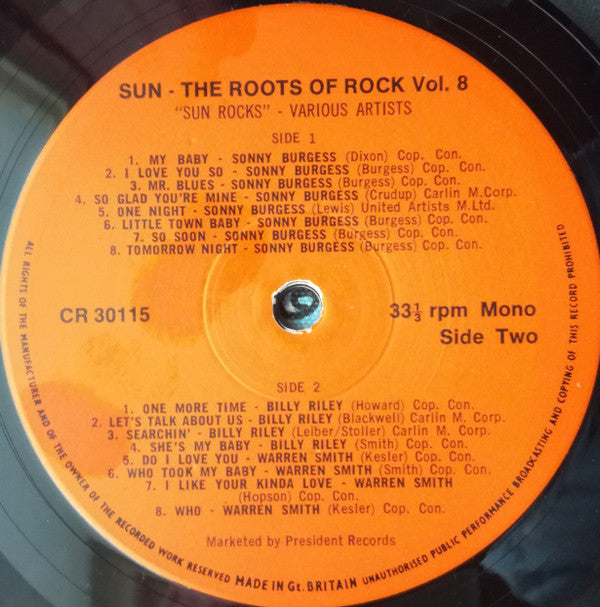 SUN - THE ROOTS OF ROCK Vol. 8
"SUN ROCKS" - VARIOUS ARTISTS
SIDE 1
1. MY BABY - SONNY BURGESS (Dixon) Cop. Con.
2. I LOVE YOU SO - SONNY BURGESS (Burgess) Cop. Con.
3. MR. BLUES - SONNY BURGESS (Burgess) Cop. Con.
4. SO GLAD YOU'RE MINE - SONNY BURGESS (Crudup) Carlin M.Corp.
5. ONE NIGHT - SONNY BURGESS (Lewis) United Artists M.Ltd.
6. LITTLE TOWN BABY - SONNY BURGESS (Burgess) Cop. Con.
7. SO SOON - SONNY BURGESS (Burgess) Cop. Con.
8. TOMORROW NIGHT - SONNY BURGESS (Burgess) Cop. Con.
CR 30115
33⅓ rpm Mono
Side Two
SIDE 2
1. ONE MORE TIME - BILLY RILEY (Howard) Cop. Con.
2. LET'S TALK ABOUT US - BILLY RILEY (Blackwell) Carlin M. Corp.
3. SEARCHIN' - BILLY RILEY (Leiber/Stoller) Carlin M. Corp.
4. SHE'S MY BABY - BILLY RILEY (Smith) Cop. Con.
5. DO I LOVE YOU - WARREN SMITH (Kesler) Cop. Con.
6. WHO TOOK MY BABY - WARREN SMITH (Smith) Cop. Con.
7. I LIKE YOUR KINDA LOVE - WARREN SMITH
(Hopson) Cop. Con.
8. WHO - WARREN SMITH (Kesler) Cop. Con.
Marketed by President Records
ALL RIGHTS OF THE MANUFACTURER AND OF THE OWNER OF THE RECORDED WORK RESERVED MADE IN Gt. BRITAIN UNAUTHORISED PUBLIC PERFORMANCE BROADCASTING AND COPYING OF THIS RECORD PROHIBITED